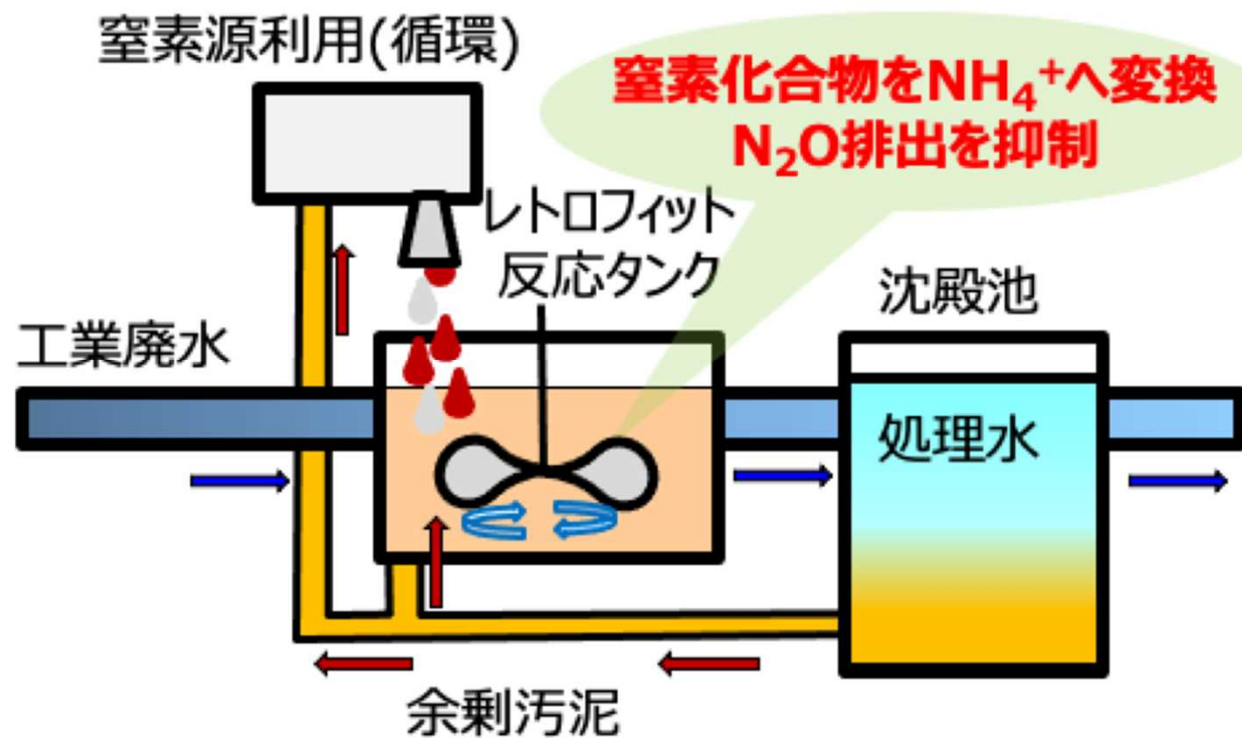 窒素源利用(循環)
窒素化合物をNH₄⁺へ変換
N₂O排出を抑制
レトロフィット
反応タンク
沈殿池
工業廃水
処理水
余剰汚泥